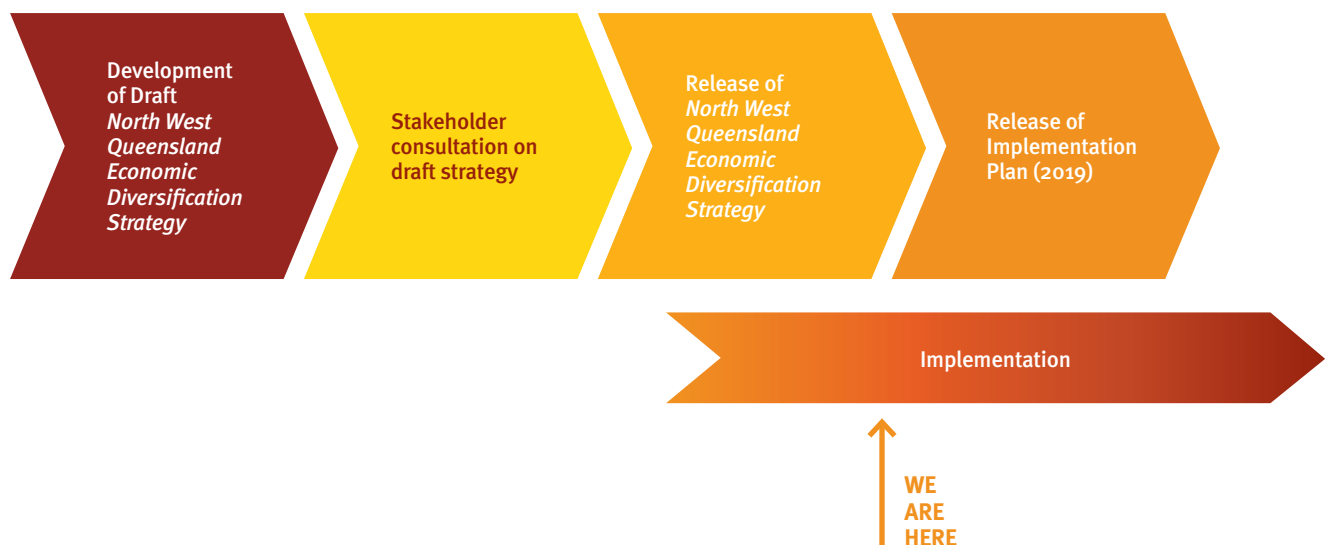 Development
of Draft
North West
Queensland
Economic
Diversification
Strategy
Stakeholder
consultation on
draft strategy
Release of
North West
Queensland
Economic
Diversification
Strategy
Release of
Implementation
Plan (2019)
Implementation
WE
ARE
HERE